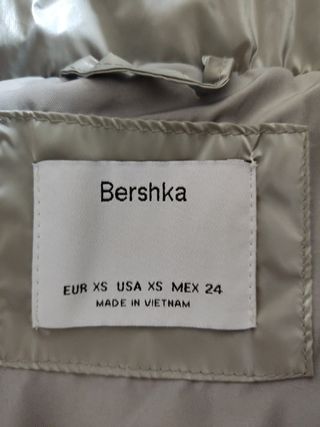 Bershka
EUR XS USA XS MEX 24
MADE IN VIETNAM